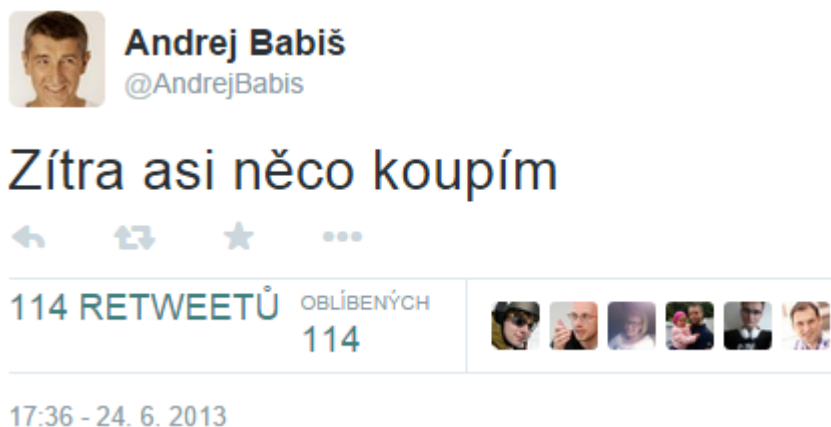 Andrej Babiš
@AndrejBabis
Zítra asi něco koupím
114 RETWEETŮ
OBLÍBENÝCH
114
17:36 - 24. 6. 2013